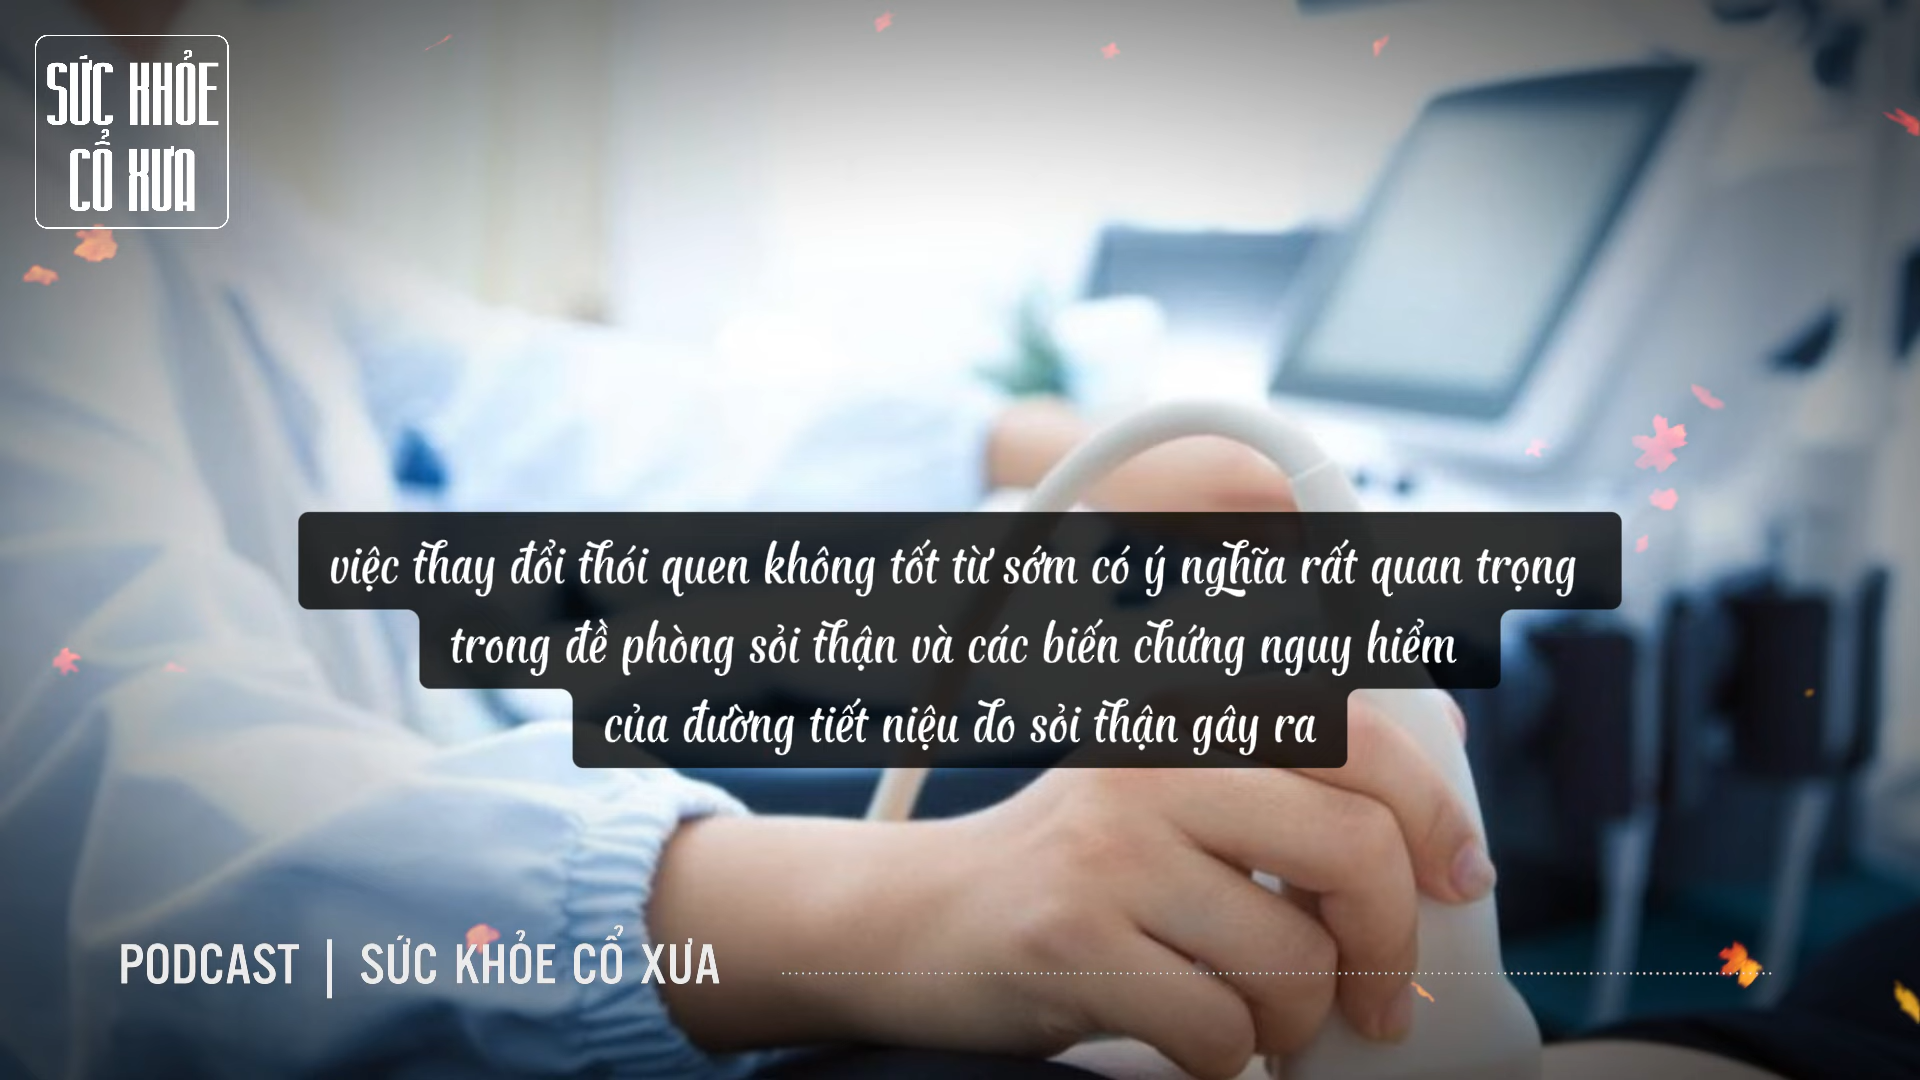 SỨC KHỎE
CỔ XƯA
việc thay đổi thói quen không tốt từ sớm có ý nghĩa rất quan trọng
trong đề phòng sỏi thận và các biến chứng nguy hiểm
của đường tiết niệu do sỏi thận gây ra
PODCAST | SỨC KHỎE CỔ XƯA